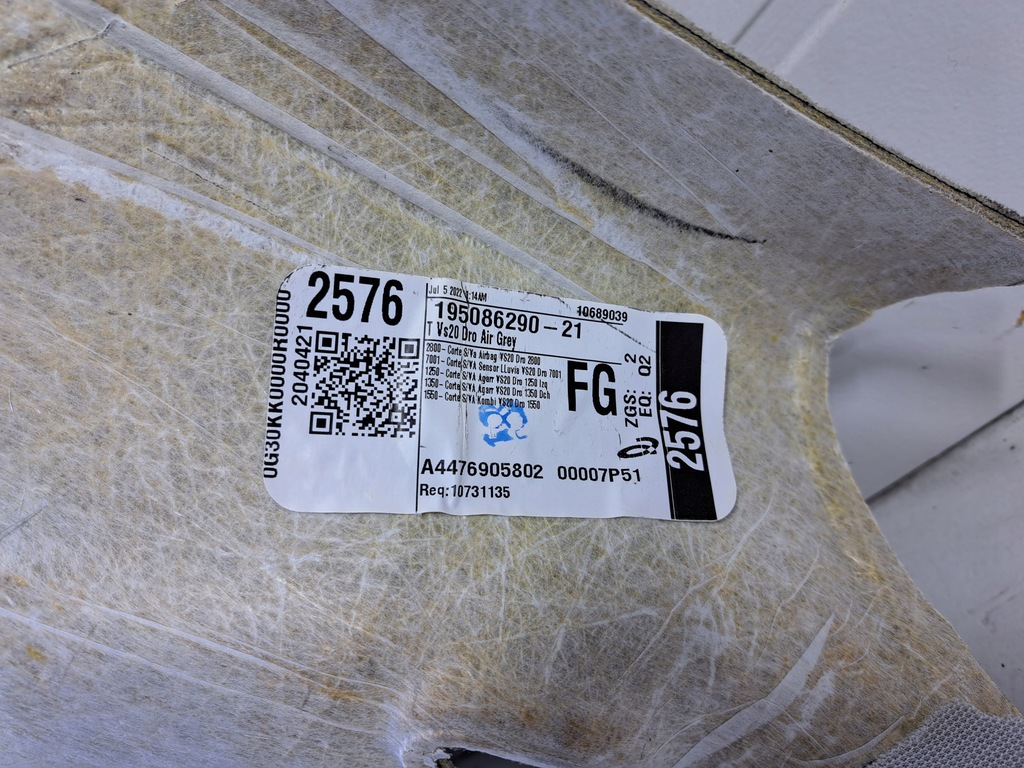 0G30KK0000R0000
2040421
2576
Jul 5 2022 1:14AM
10689039
195086290-21
T Vs20 Dro Air Grey
2800- Corte S/Va Airbag VS20 Dro 2800
7001- Corte S/VA Sensor LLuvia VS20 Dro 7001
1250- Corte S/VA Agarr VS20 Dro 1250 Izq
1350- Corte S/VA Agarr VS20 Dro 1350 Dch
1550- Corte S/VA Kombi VS20 Dro 1550
FG
ZGS: 2
EQ: Q2
2576
A4476905802 00007P51
Req:10731135